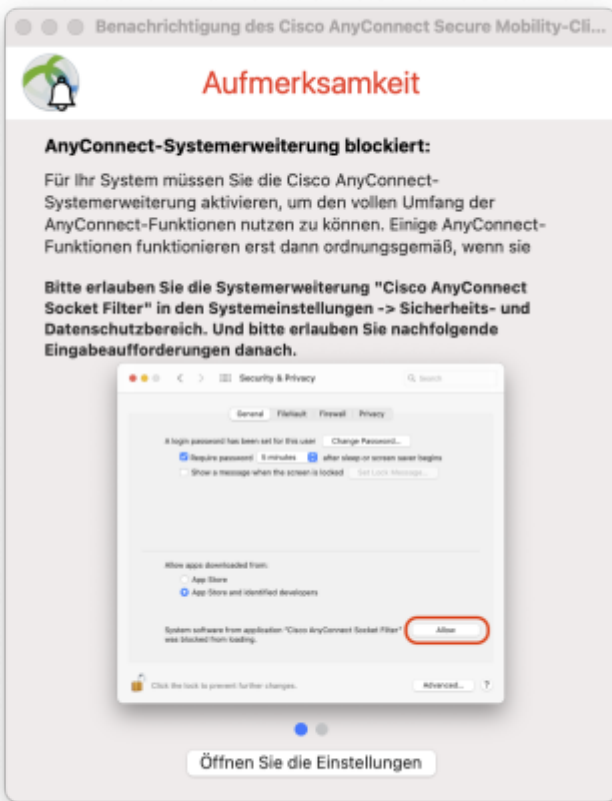 Benachrichtigung des Cisco AnyConnect Secure Mobility-Cli...
Aufmerksamkeit
AnyConnect-Systemerweiterung blockiert:
Für Ihr System müssen Sie die Cisco AnyConnect-
Systemerweiterung aktivieren, um den vollen Umfang der
AnyConnect-Funktionen nutzen zu können. Einige AnyConnect-
Funktionen funktionieren erst dann ordnungsgemäß, wenn sie
Bitte erlauben Sie die Systemerweiterung "Cisco AnyConnect
Socket Filter" in den Systemeinstellungen -> Sicherheits- und
Datenschutzbereich. Und bitte erlauben Sie nachfolgende
Eingabeaufforderungen danach.
Security & Privacy
Search
General FileVault Firewall Privacy
A login password has been set for this user Change Password...
Require password 5 minutes after sleep or screen saver begins
Show a message when the screen is locked Set Lock Message...
Allow apps downloaded from:
App Store
App Store and identified developers
System software from application "Cisco AnyConnect Socket Filter" Allow
was blocked from loading.
Click the lock to prevent further changes. Advanced... ?
Öffnen Sie die Einstellungen